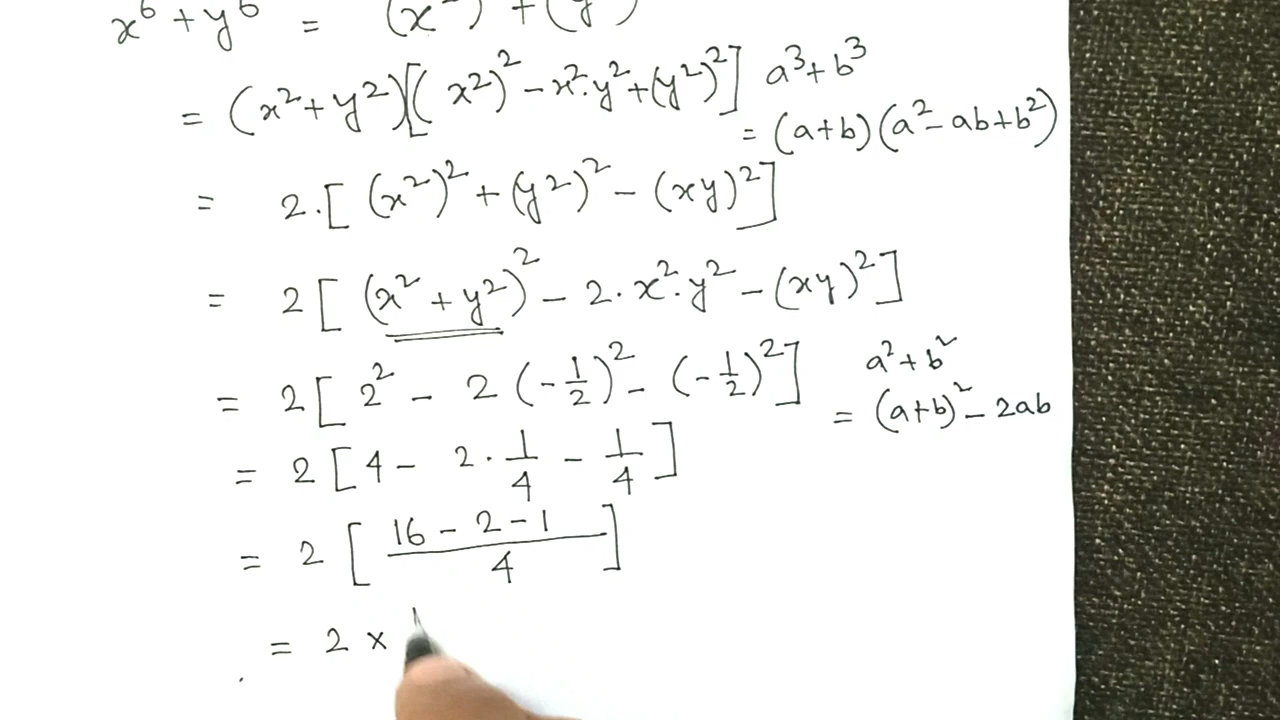 x⁶ + y⁶ = (x²) + (y
= (x²+y²)[(x²)² - x²·y² + (y²)²] a³+b³
= (a+b)(a²-ab+b²)
= 2·[(x²)² + (y²)² - (xy)²]
= 2[(x²+y²)² - 2·x²·y² - (xy)²]
= 2[2² - 2(-1/2)² - (-1/2)²] a²+b²
= (a+b)² - 2ab
= 2[4 - 2·1/4 - 1/4]
= 2[(16-2-1)/4]
= 2 ×